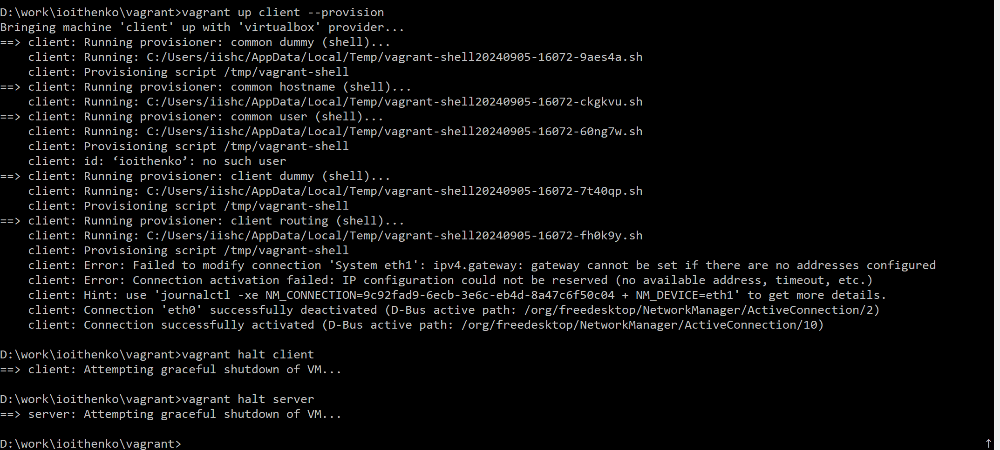 D:\work\ioithenko\vagrant>vagrant up client --provision
Bringing machine 'client' up with 'virtualbox' provider...
==> client: Running provisioner: common dummy (shell)...
    client: Running: C:/Users/iishc/AppData/Local/Temp/vagrant-shell20240905-16072-9aes4a.sh
    client: Provisioning script /tmp/vagrant-shell
==> client: Running provisioner: common hostname (shell)...
    client: Running: C:/Users/iishc/AppData/Local/Temp/vagrant-shell20240905-16072-ckgkvu.sh
==> client: Running provisioner: common user (shell)...
    client: Running: C:/Users/iishc/AppData/Local/Temp/vagrant-shell20240905-16072-60ng7w.sh
    client: Provisioning script /tmp/vagrant-shell
    client: id: ‘ioithenko’: no such user
==> client: Running provisioner: client dummy (shell)...
    client: Running: C:/Users/iishc/AppData/Local/Temp/vagrant-shell20240905-16072-7t40qp.sh
    client: Provisioning script /tmp/vagrant-shell
==> client: Running provisioner: client routing (shell)...
    client: Running: C:/Users/iishc/AppData/Local/Temp/vagrant-shell20240905-16072-fh0k9y.sh
    client: Provisioning script /tmp/vagrant-shell
    client: Error: Failed to modify connection 'System eth1': ipv4.gateway: gateway cannot be set if there are no addresses configured
    client: Error: Connection activation failed: IP configuration could not be reserved (no available address, timeout, etc.)
    client: Hint: use 'journalctl -xe NM_CONNECTION=9c92fad9-6ecb-3e6c-eb4d-8a47c6f50c04 + NM_DEVICE=eth1' to get more details.
    client: Connection 'eth0' successfully deactivated (D-Bus active path: /org/freedesktop/NetworkManager/ActiveConnection/2)
    client: Connection successfully activated (D-Bus active path: /org/freedesktop/NetworkManager/ActiveConnection/10)
D:\work\ioithenko\vagrant>vagrant halt client
==> client: Attempting graceful shutdown of VM...
D:\work\ioithenko\vagrant>vagrant halt server
==> server: Attempting graceful shutdown of VM...
D:\work\ioithenko\vagrant>